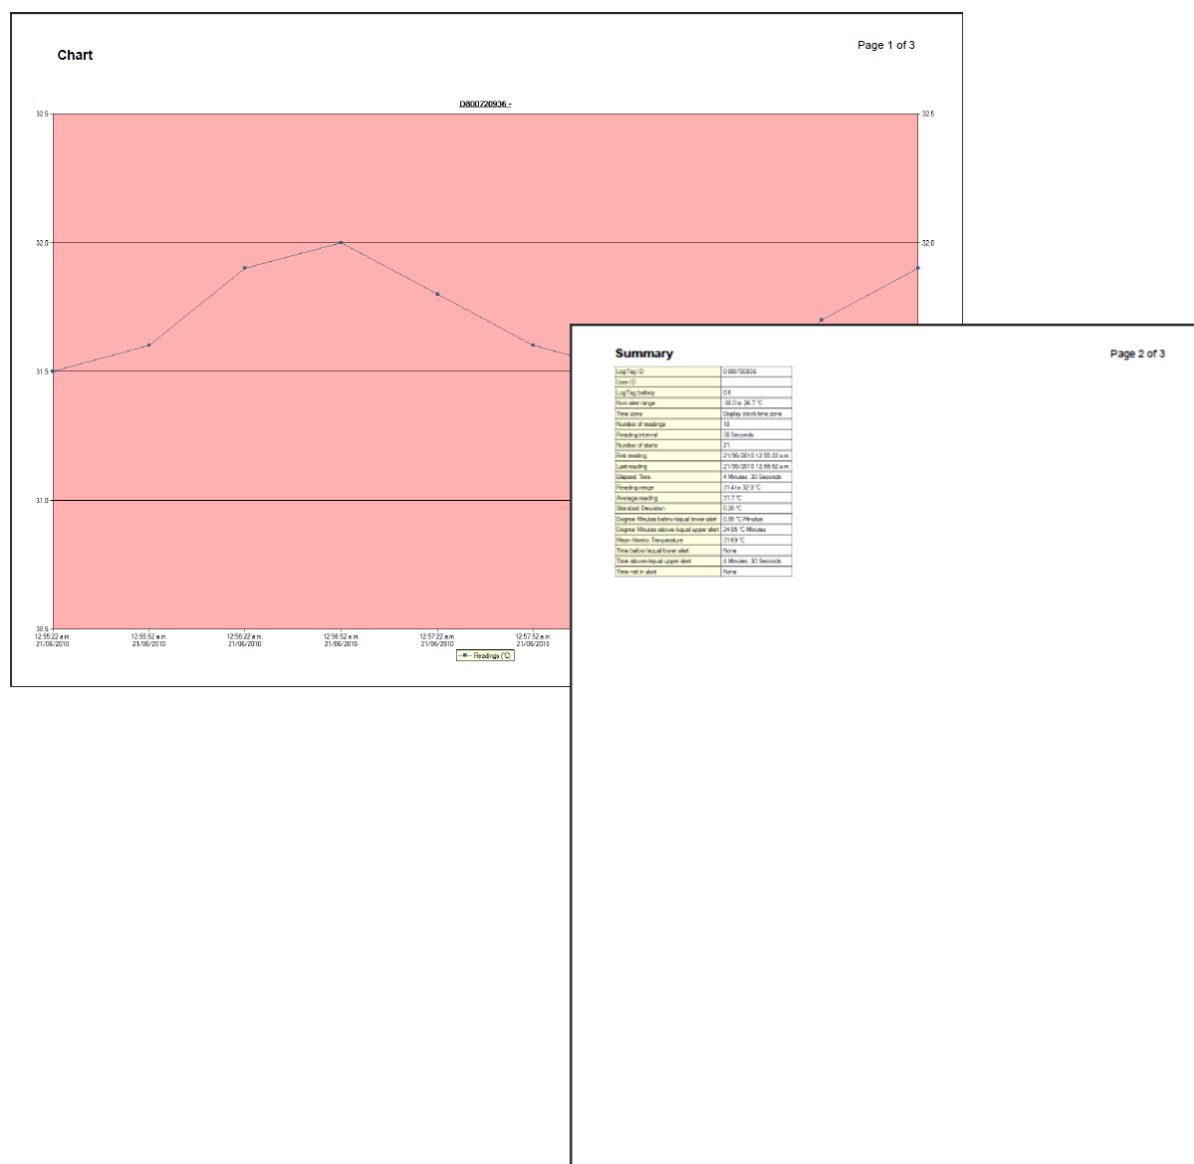 Chart
Page 1 of 3
D800720936 -
32.5 32.5
32.0 32.0
31.5
31.0
30.5
12:55:22 a.m. 12:55:52 a.m. 12:56:22 a.m. 12:56:52 a.m. 12:57:22 a.m. 12:57:52 a.m.
21/06/2010 21/06/2010 21/06/2010 21/06/2010 21/06/2010 21/06/2010
Readings (°C)
Summary
Page 2 of 3
LogTag ID D800720936
User ID
LogTag battery OK
Non alert range -30.0 to 26.7 °C
Time zone Display clock time zone
Number of readings 10
Reading interval 30 Seconds
Number of starts 21
First reading 21/06/2010 12:55:22 a.m.
Last reading 21/06/2010 12:59:52 a.m.
Elapsed Time 4 Minutes, 30 Seconds
Reading range 31.4 to 32.0 °C
Average reading 31.7 °C
Standard Deviation 0.20 °C
Degree Minutes below/equal lower alert 0.00 °C Minutes
Degree Minutes above/equal upper alert 24.95 °C Minutes
Mean Kinetic Temperature 31.69 °C
Time below/equal lower alert None
Time above/equal upper alert 4 Minutes, 30 Seconds
Time not in alert None